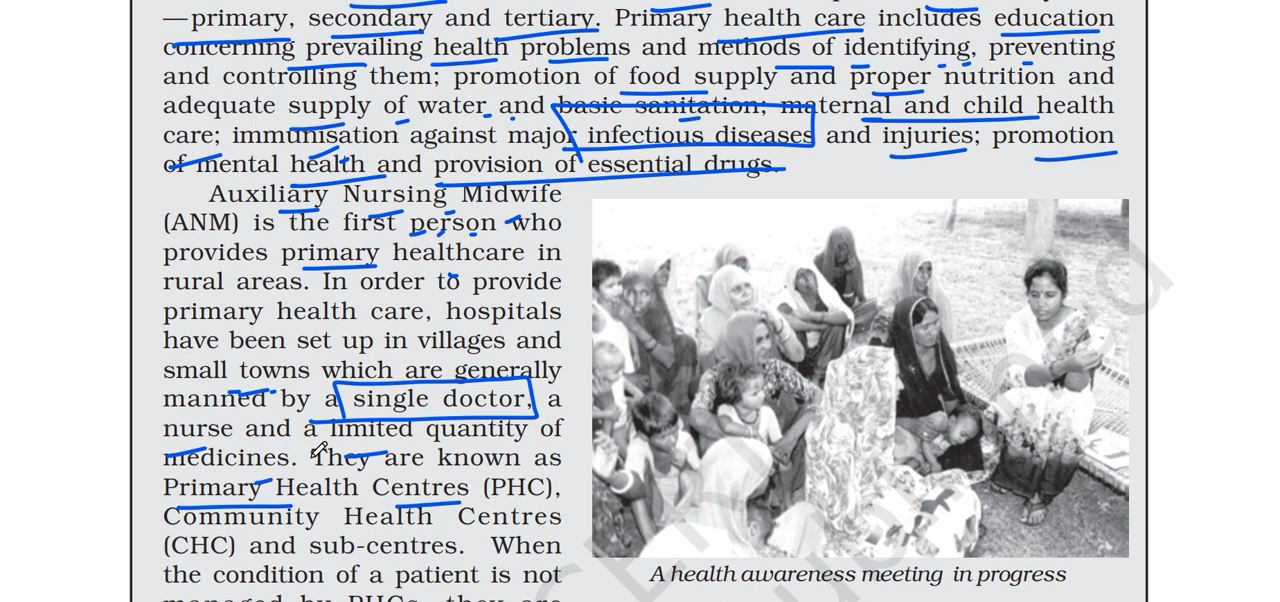 —primary, secondary and tertiary. Primary health care includes education
concerning prevailing health problems and methods of identifying, preventing
and controlling them; promotion of food supply and proper nutrition and
adequate supply of water and basic sanitation; maternal and child health
care; immunisation against major infectious diseases and injuries; promotion
of mental health and provision of essential drugs.
Auxiliary Nursing Midwife
(ANM) is the first person who
provides primary healthcare in
rural areas. In order to provide
primary health care, hospitals
have been set up in villages and
small towns which are generally
manned by a single doctor, a
nurse and a limited quantity of
medicines. They are known as
Primary Health Centres (PHC),
Community Health Centres
(CHC) and sub-centres. When
the condition of a patient is not
managed by PHCs, they are
A health awareness meeting in progress